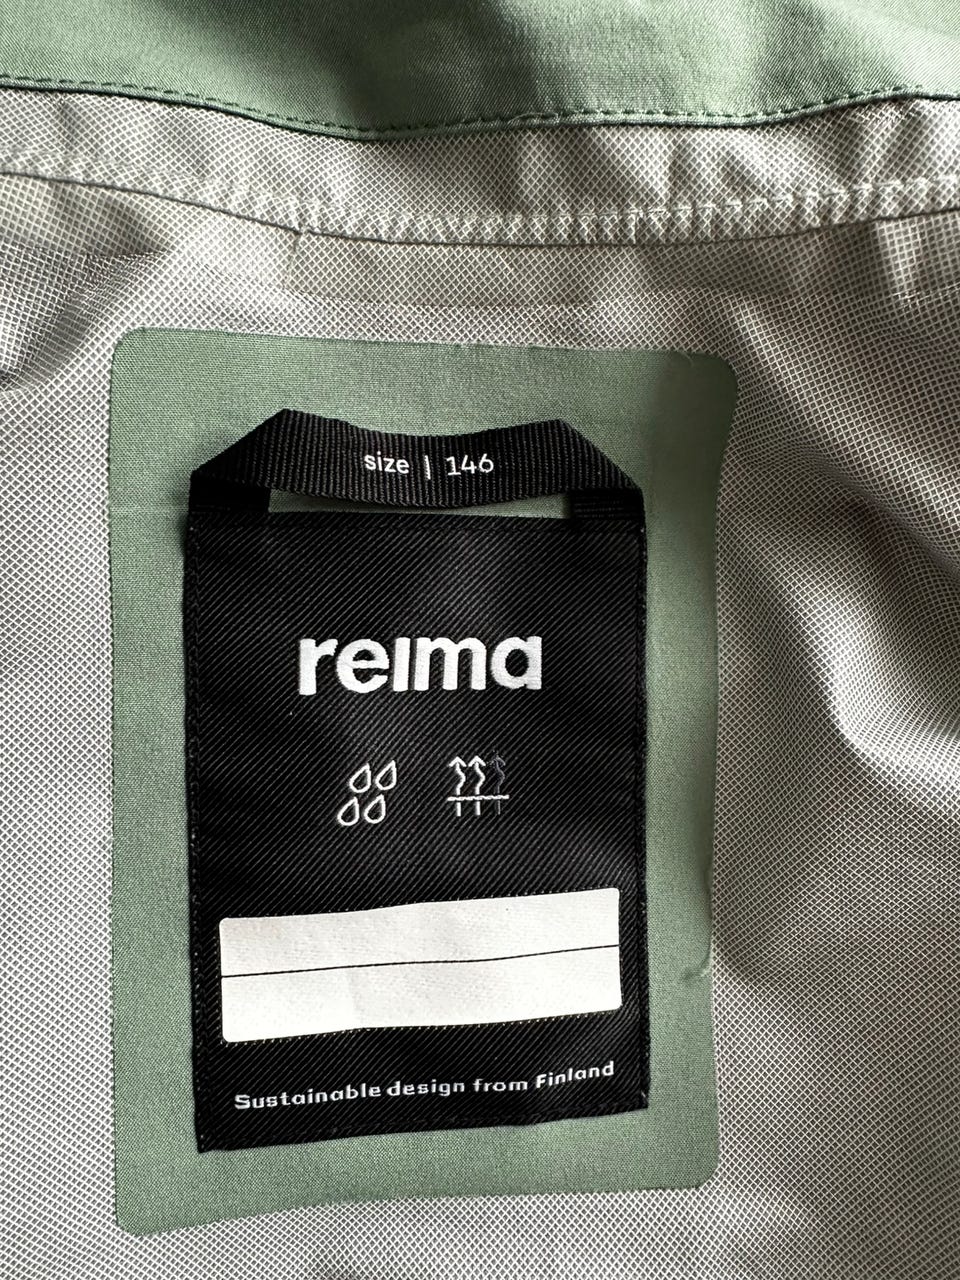 size | 146
reima
Sustainable design from Finland